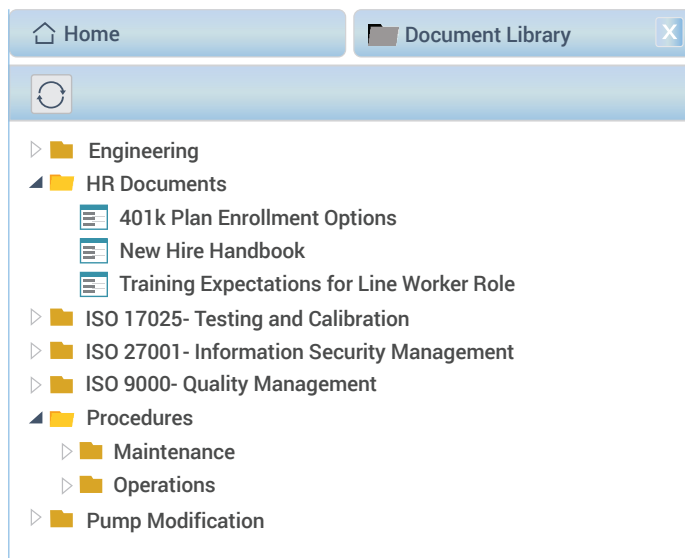 Home
Document Library
X
Engineering
HR Documents
401k Plan Enrollment Options
New Hire Handbook
Training Expectations for Line Worker Role
ISO 17025- Testing and Calibration
ISO 27001- Information Security Management
ISO 9000- Quality Management
Procedures
Maintenance
Operations
Pump Modification